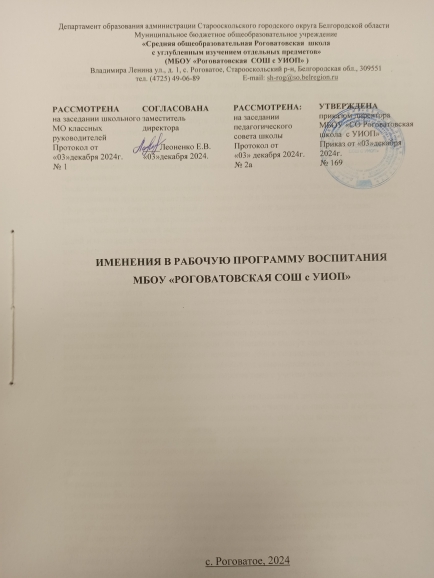 Департамент образования администрации Старооскольского городского округа Белгородской области
Муниципальное бюджетное общеобразовательное учреждение
«Средняя общеобразовательная Роговатовская школа
с углубленным изучением отдельных предметов»
(МБОУ «Роговатовская СОШ с УИОП» )
Владимира Ленина ул., д. 1, с. Роговатое, Старооскольский р-н, Белгородская обл., 309551
тел. (4725) 49-06-89 E-mail: sh-rog@so.belregion.ru
РАССМОТРЕНА
на заседании школьного
МО классных
руководителей
Протокол от
«03»декабря 2024г.
№ 1
СОГЛАСОВАНА
заместитель
директора
Леоненко Е.В.
«03»декабря 2024.
РАССМОТРЕНА:
на заседании
педагогического
совета школы
Протокол от
«03» декабря 2024г.
№ 2а
УТВЕРЖДЕНА
приказом директора
МБОУ «СО Роговатовская
школа с УИОП»
Приказ от «03»декабря
2024г.
№ 169
ИМЕНЕНИЯ В РАБОЧУЮ ПРОГРАММУ ВОСПИТАНИЯ
МБОУ «РОГОВАТОВСКАЯ СОШ с УИОП»
с. Роговатое, 2024